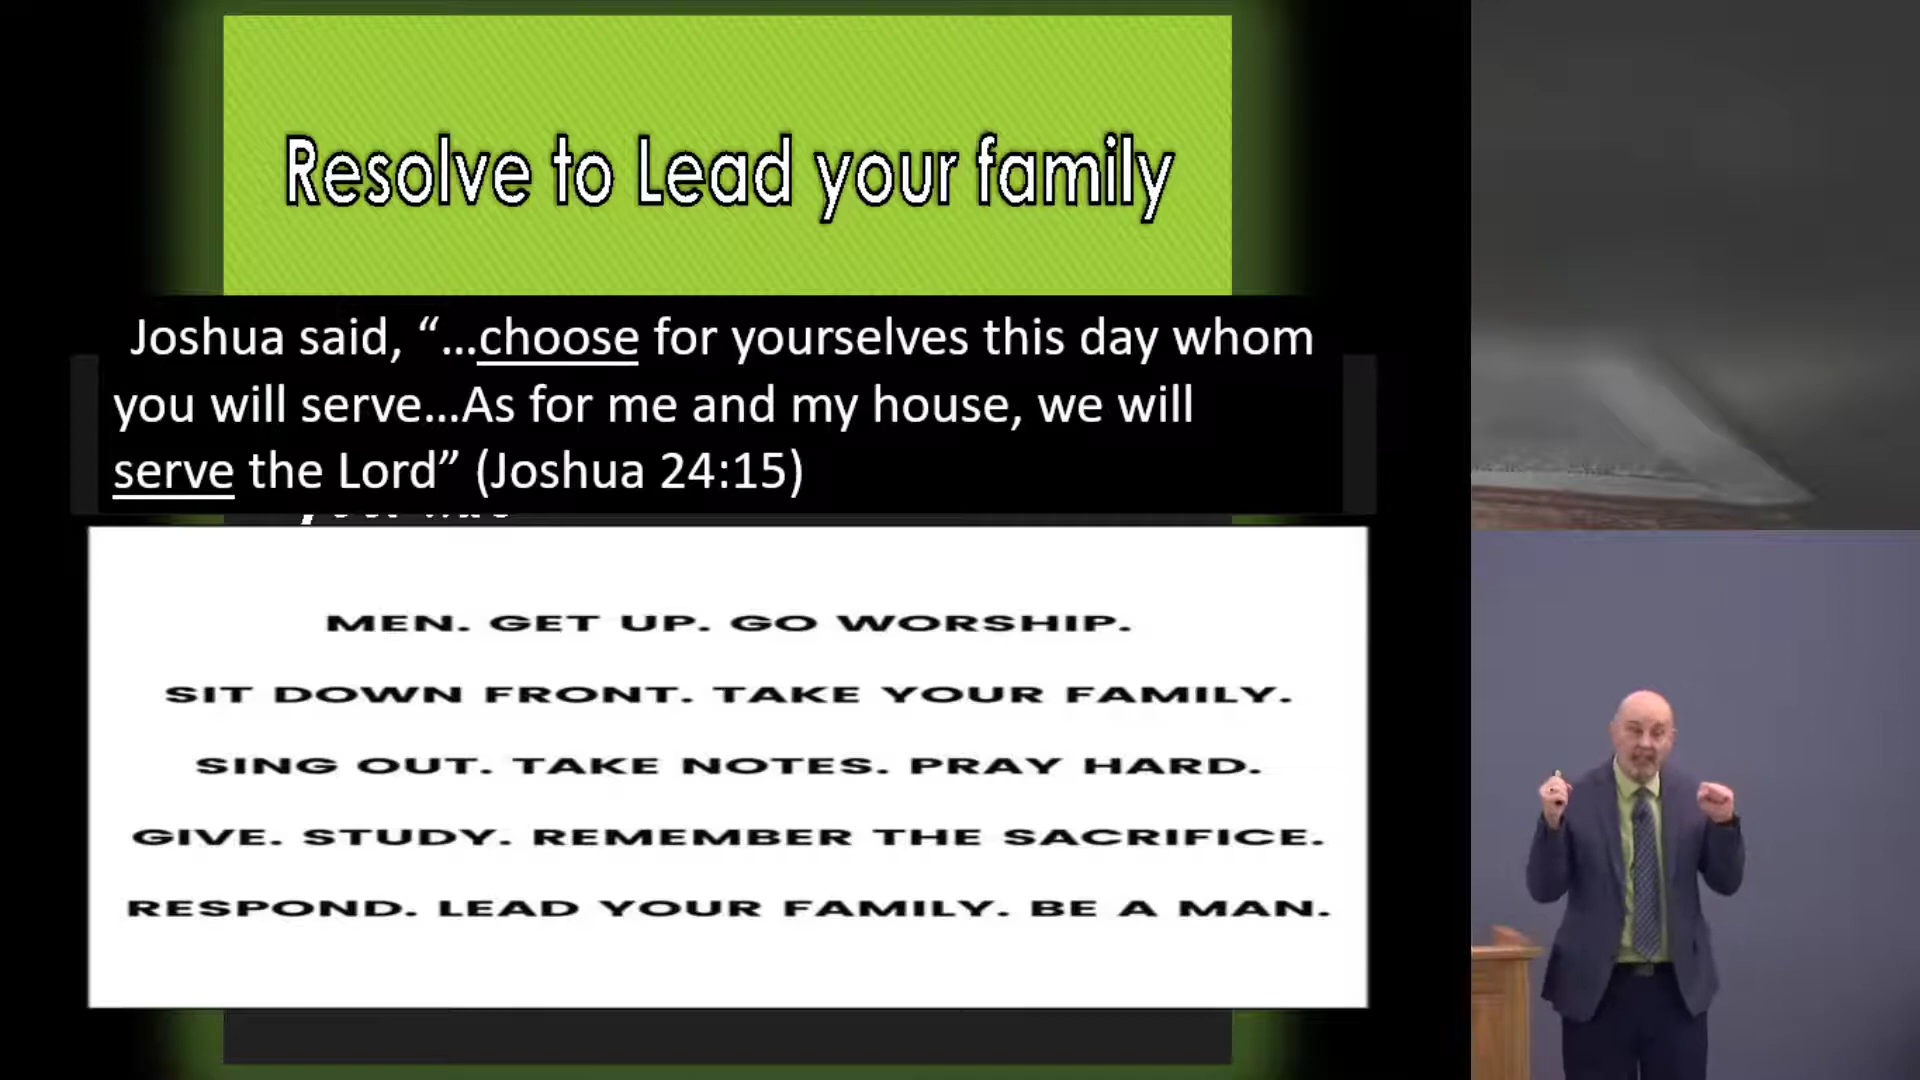 Resolve to Lead your family
Joshua said, “…choose for yourselves this day whom
you will serve…As for me and my house, we will
serve the Lord” (Joshua 24:15)
MEN. GET UP. GO WORSHIP.
SIT DOWN FRONT. TAKE YOUR FAMILY.
SING OUT. TAKE NOTES. PRAY HARD.
GIVE. STUDY. REMEMBER THE SACRIFICE.
RESPOND. LEAD YOUR FAMILY. BE A MAN.